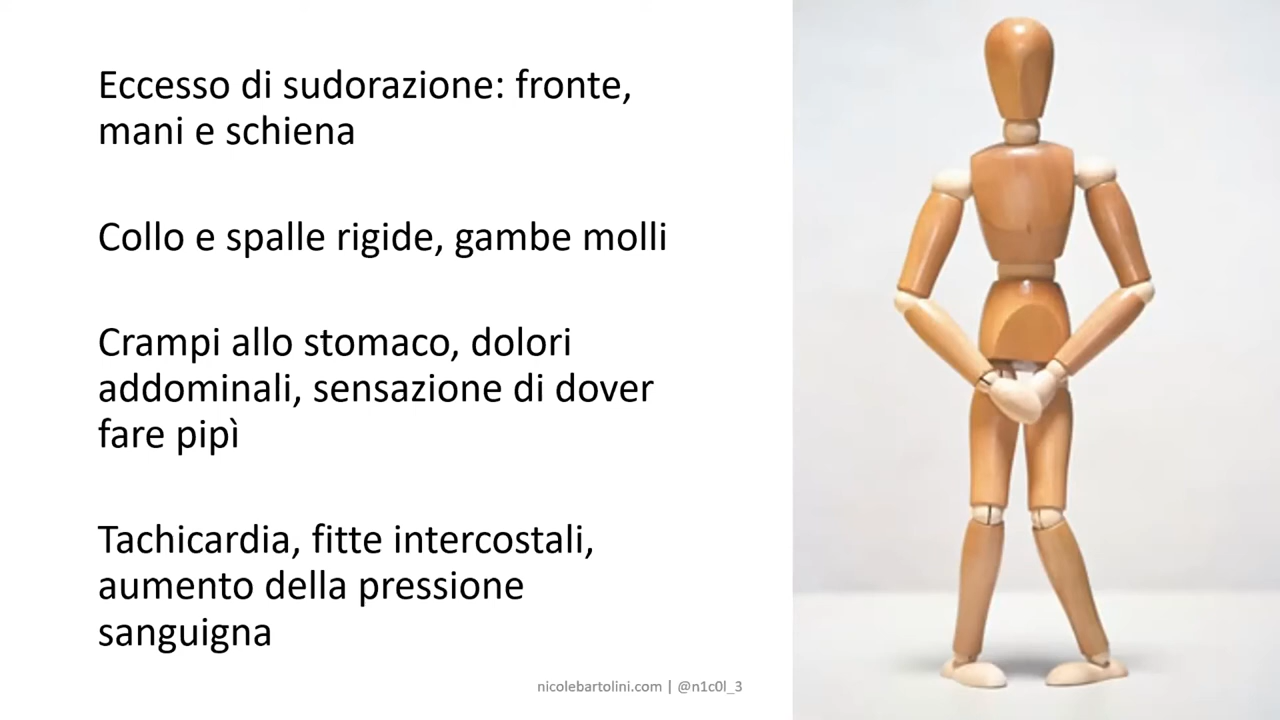 Eccesso di sudorazione: fronte,
mani e schiena
Collo e spalle rigide, gambe molli
Crampi allo stomaco, dolori
addominali, sensazione di dover
fare pipì
Tachicardia, fitte intercostali,
aumento della pressione
sanguigna
nicolebartolini.com | @n1c0l_3